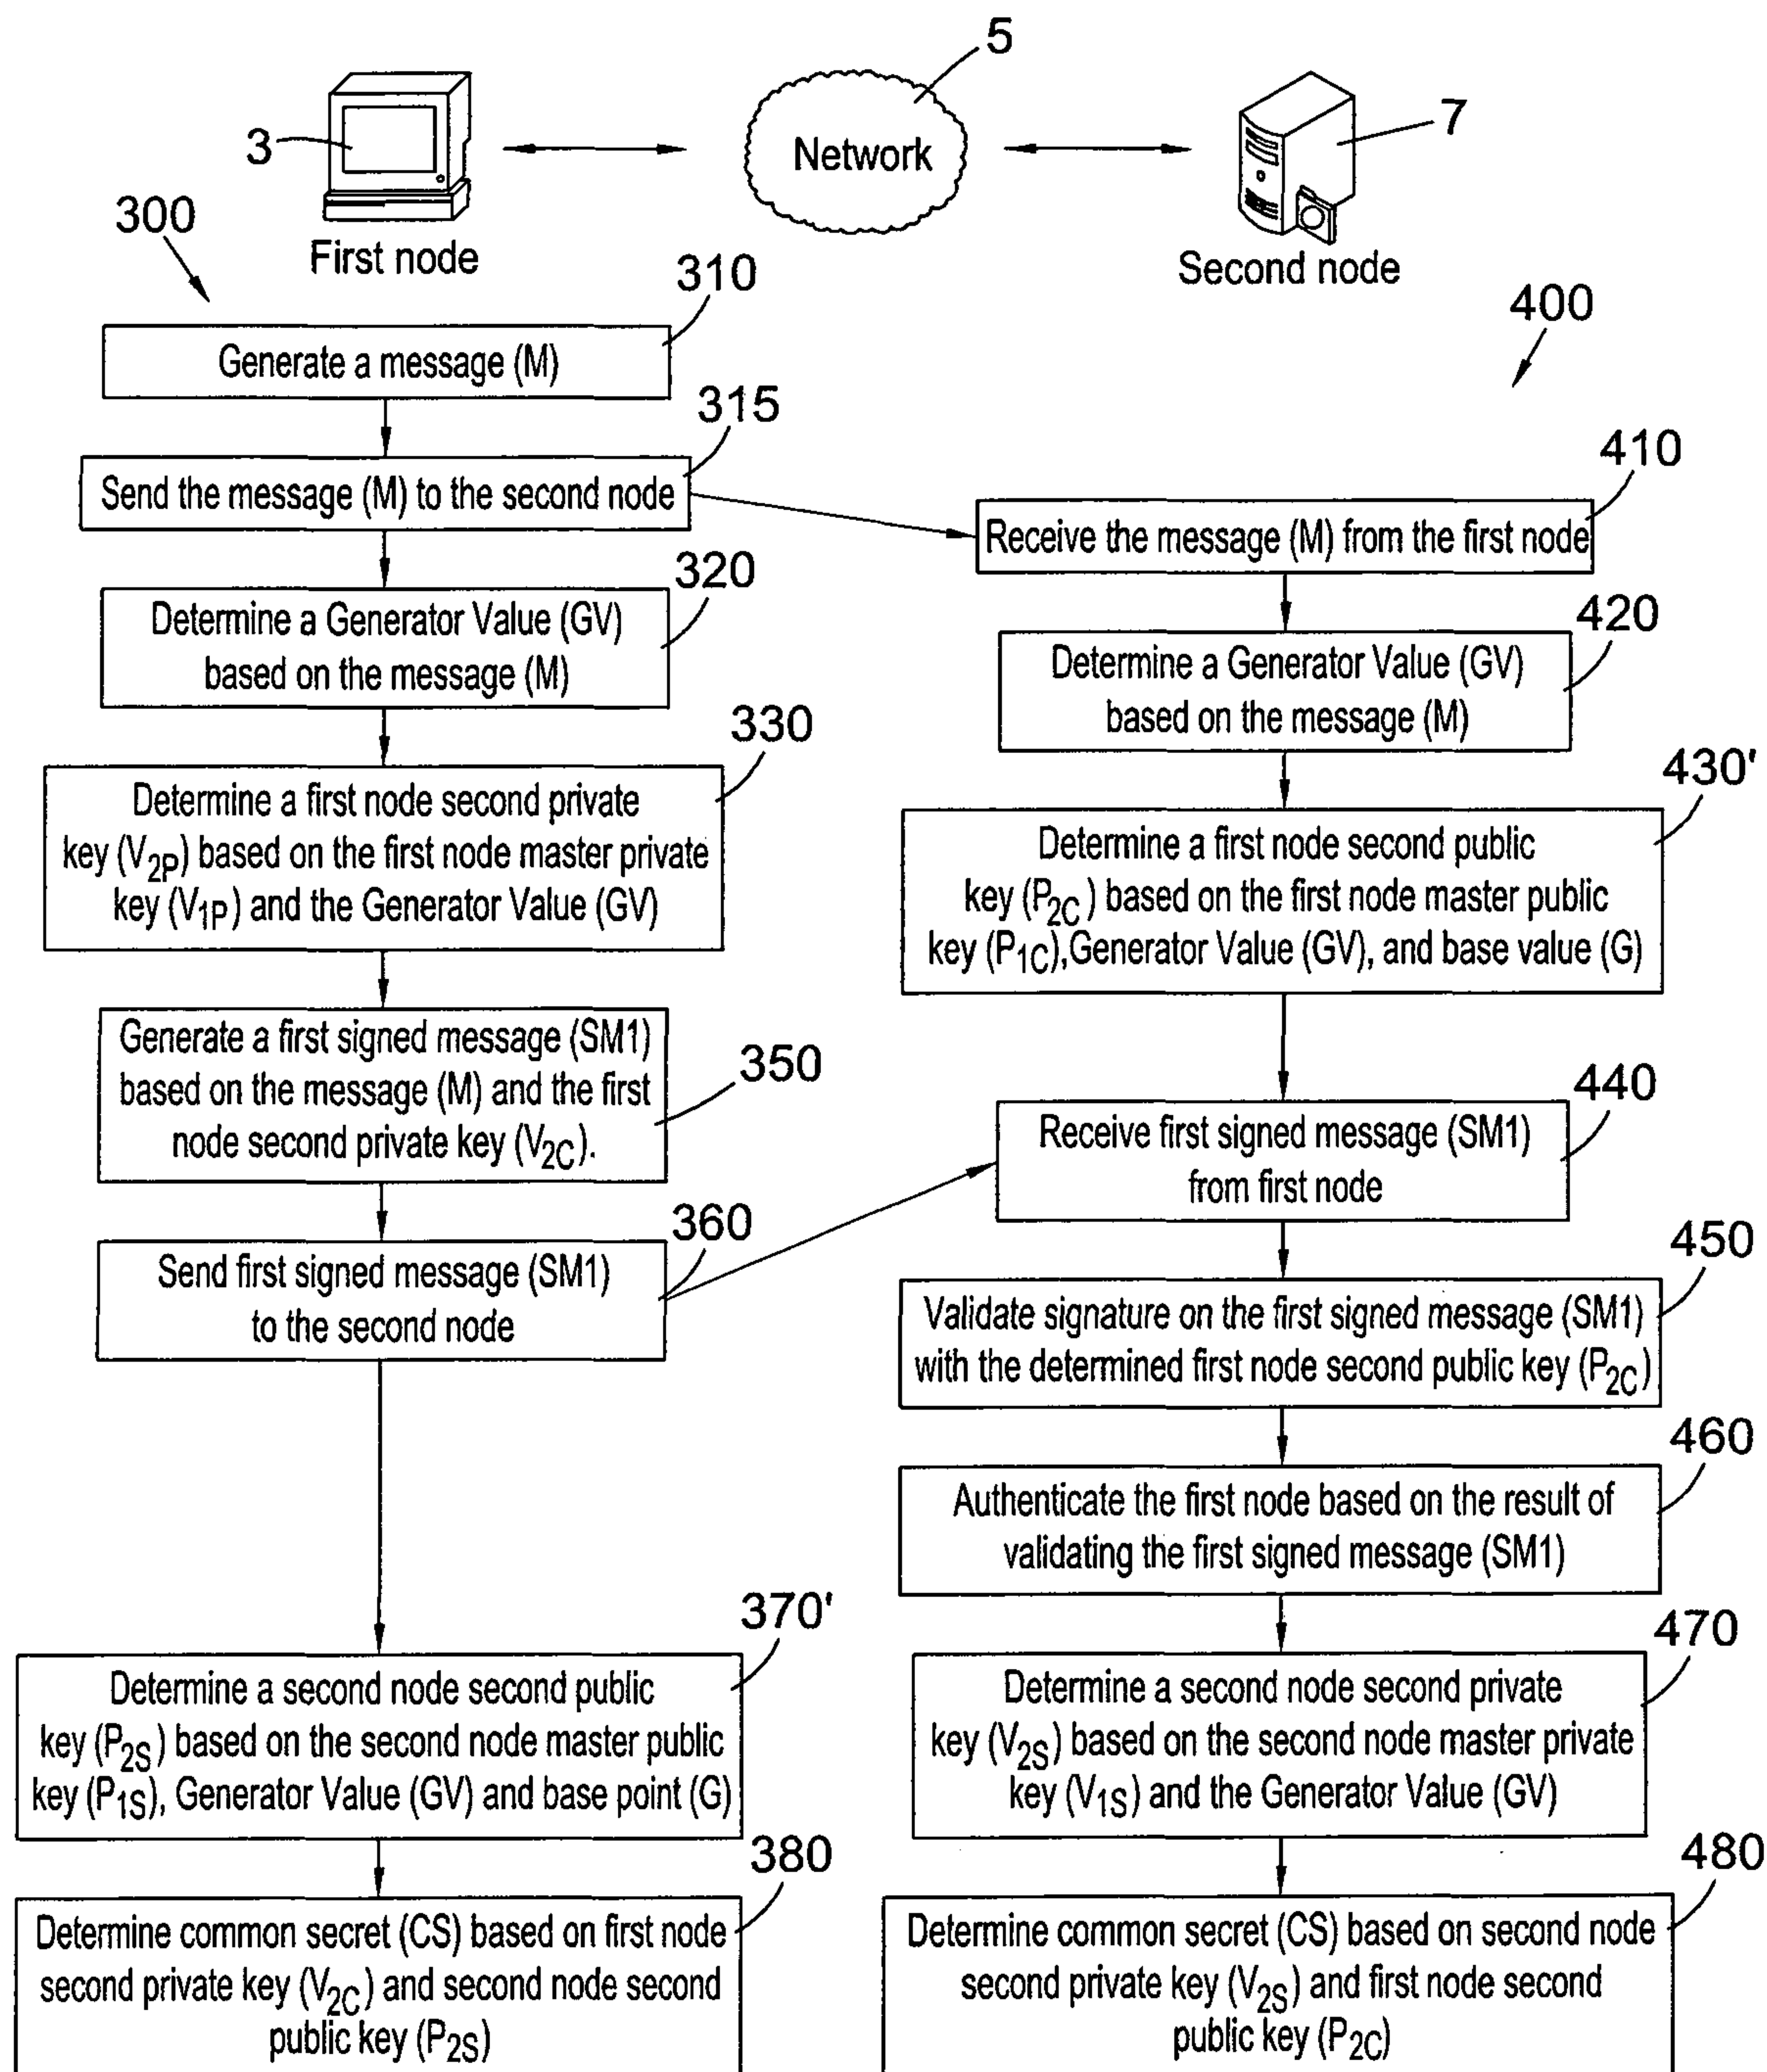 5
3
Network
7
First node
Second node
300
400
310
Generate a message (M)
315
Send the message (M) to the second node
320
Determine a Generator Value (GV)
based on the message (M)
330
Determine a first node second private
key (V2P) based on the first node master private
key (V1P) and the Generator Value (GV)
350
Generate a first signed message (SM1)
based on the message (M) and the first
node second private key (V2C).
360
Send first signed message (SM1)
to the second node
370'
Determine a second node second public
key (P2S) based on the second node master public
key (P1S), Generator Value (GV) and base point (G)
380
Determine common secret (CS) based on first node
second private key (V2C) and second node second
public key (P2S)
410
Receive the message (M) from the first node
420
Determine a Generator Value (GV)
based on the message (M)
430'
Determine a first node second public
key (P2C) based on the first node master public
key (P1C),Generator Value (GV), and base value (G)
440
Receive first signed message (SM1)
from first node
450
Validate signature on the first signed message (SM1)
with the determined first node second public key (P2C)
460
Authenticate the first node based on the result of
validating the first signed message (SM1)
470
Determine a second node second private
key (V2S) based on the second node master private
key (V1S) and the Generator Value (GV)
480
Determine common secret (CS) based on second node
second private key (V2S) and first node second
public key (P2C)